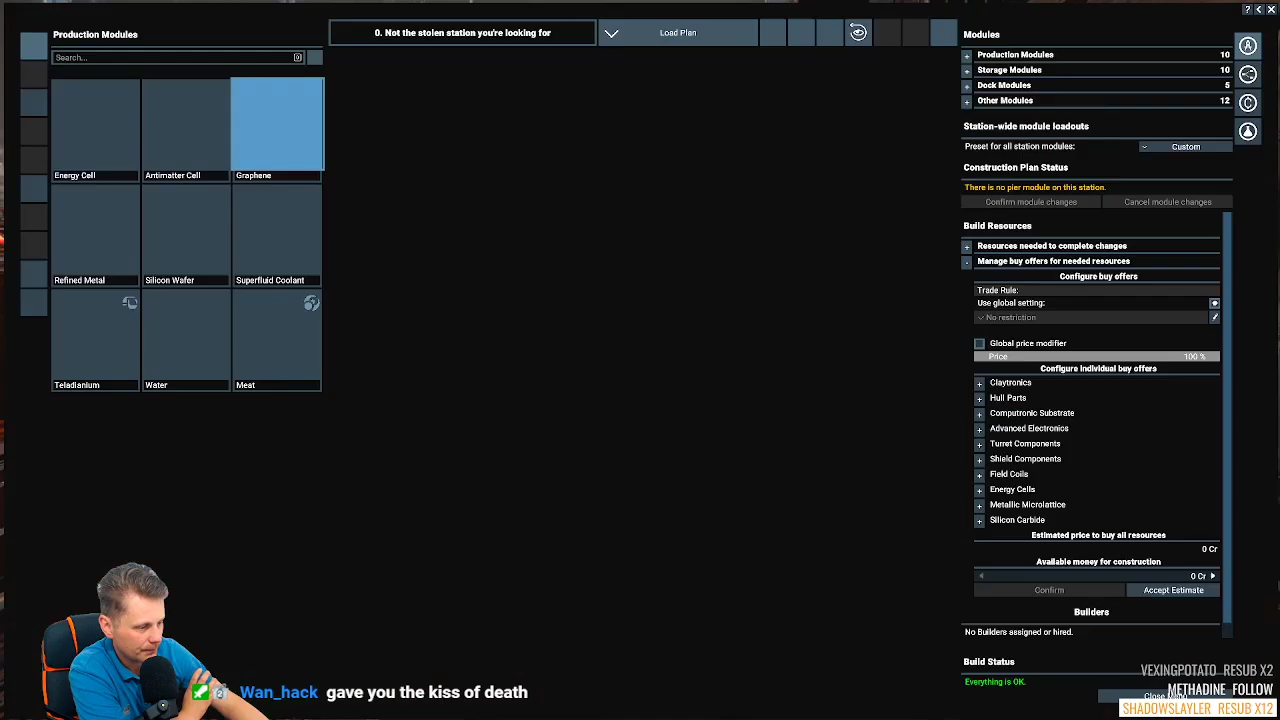 Production Modules
Search...
Energy Cell
Antimatter Cell
Graphene
Refined Metal
Silicon Wafer
Superfluid Coolant
Teladianium
Water
Meat
0. Not the stolen station you're looking for
Load Plan
Modules
Production Modules 10
Storage Modules 10
Dock Modules 5
Other Modules 12
Station-wide module loadouts
Preset for all station modules: Custom
Construction Plan Status
There is no pier module on this station.
Confirm module changes Cancel module changes
Build Resources
Resources needed to complete changes
Manage buy offers for needed resources
Configure buy offers
Trade Rule:
Use global setting:
No restriction
Global price modifier
Price 100 %
Configure individual buy offers
Claytronics
Hull Parts
Computronic Substrate
Advanced Electronics
Turret Components
Shield Components
Field Coils
Energy Cells
Metallic Microlattice
Silicon Carbide
Estimated price to buy all resources
0 Cr
Available money for construction
0 Cr
Confirm Accept Estimate
Builders
No Builders assigned or hired.
Build Status
Everything is OK.
Close
VEXINGPOTATO RESUB X2
METHADINE_ FOLLOW
SHADOWSLAYLER RESUB X12
Wan_hack gave you the kiss of death